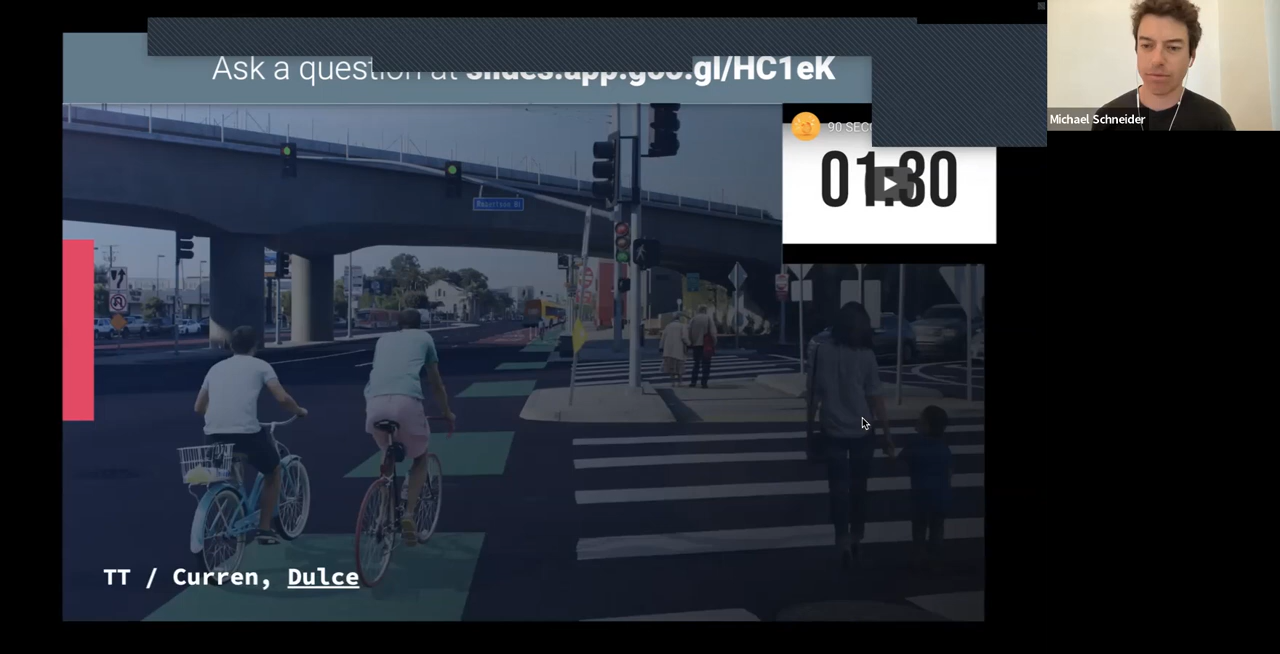 Ask a question at slides.app.goo.gl/HC1eK
Michael Schneider
90 SEC
01:30
TT / Curren, Dulce